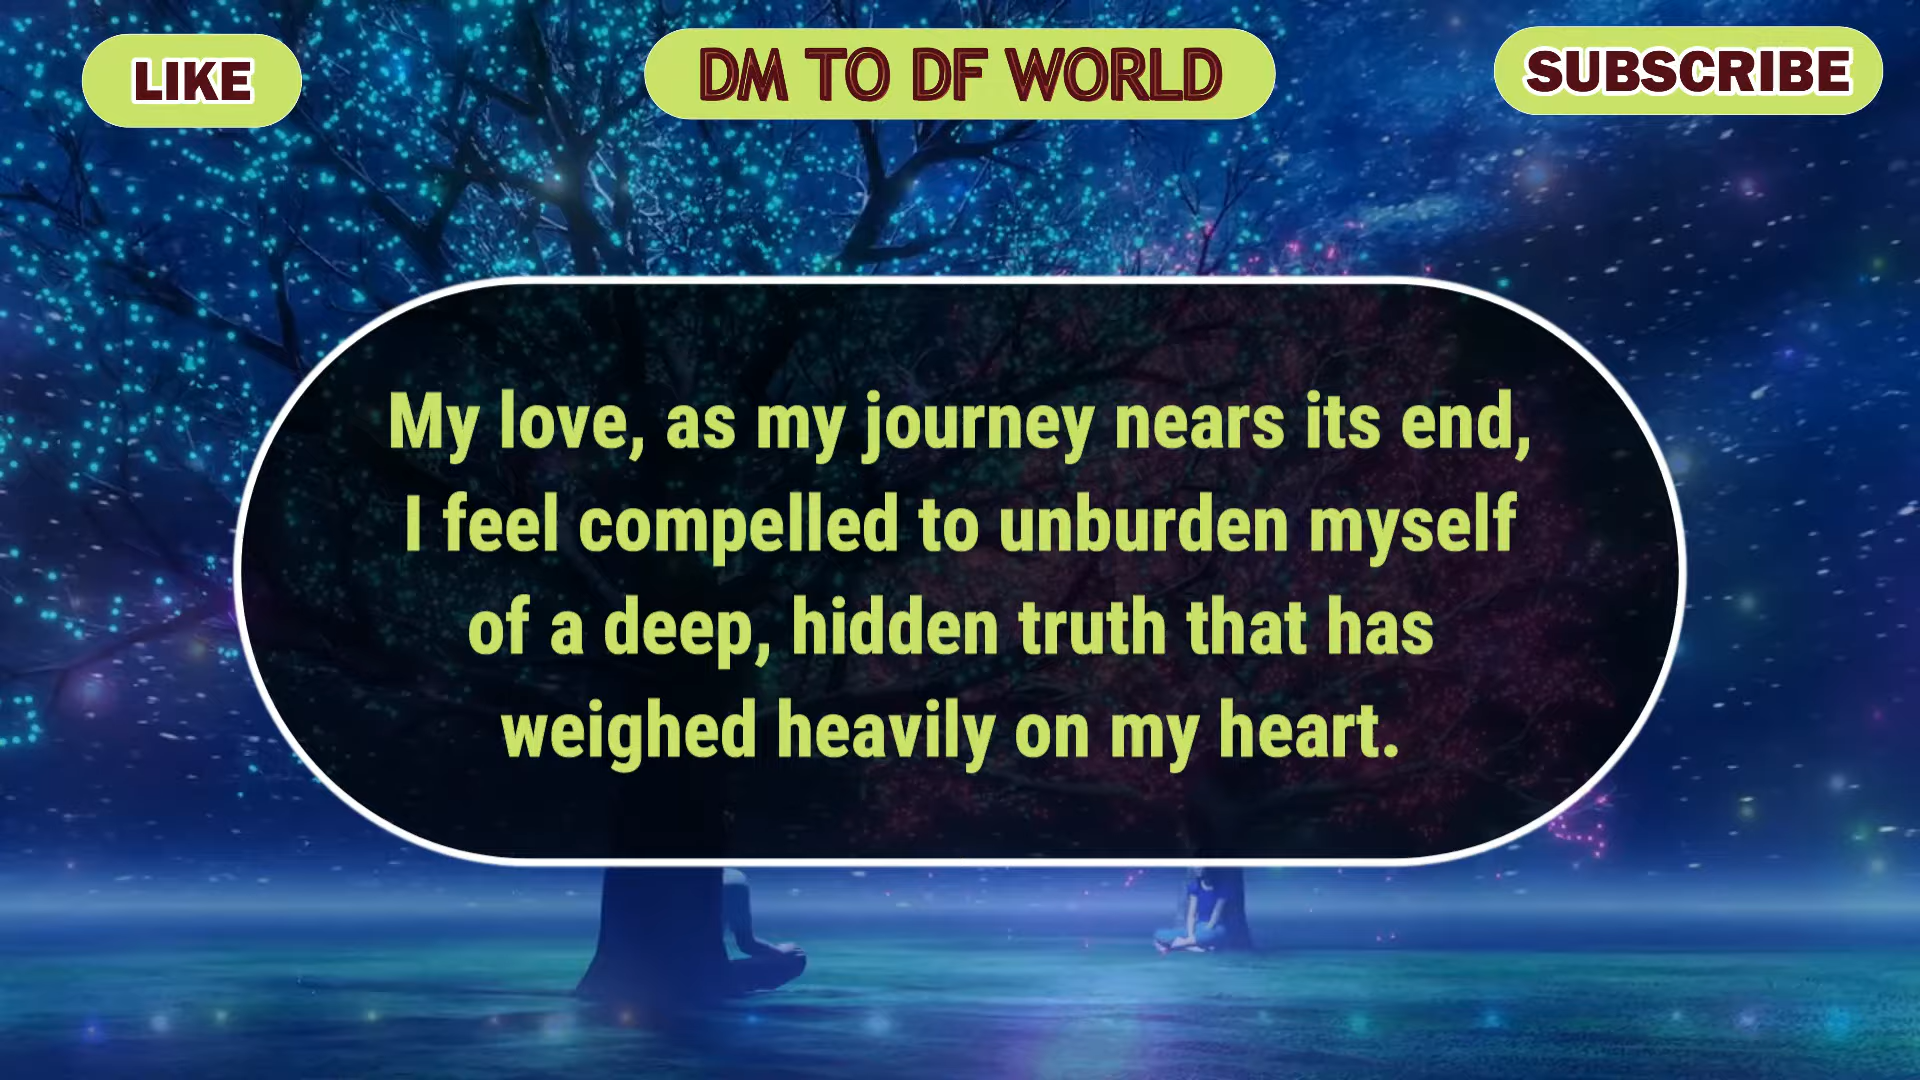 LIKE
DM TO DF WORLD
SUBSCRIBE
My love, as my journey nears its end,
I feel compelled to unburden myself
of a deep, hidden truth that has
weighed heavily on my heart.